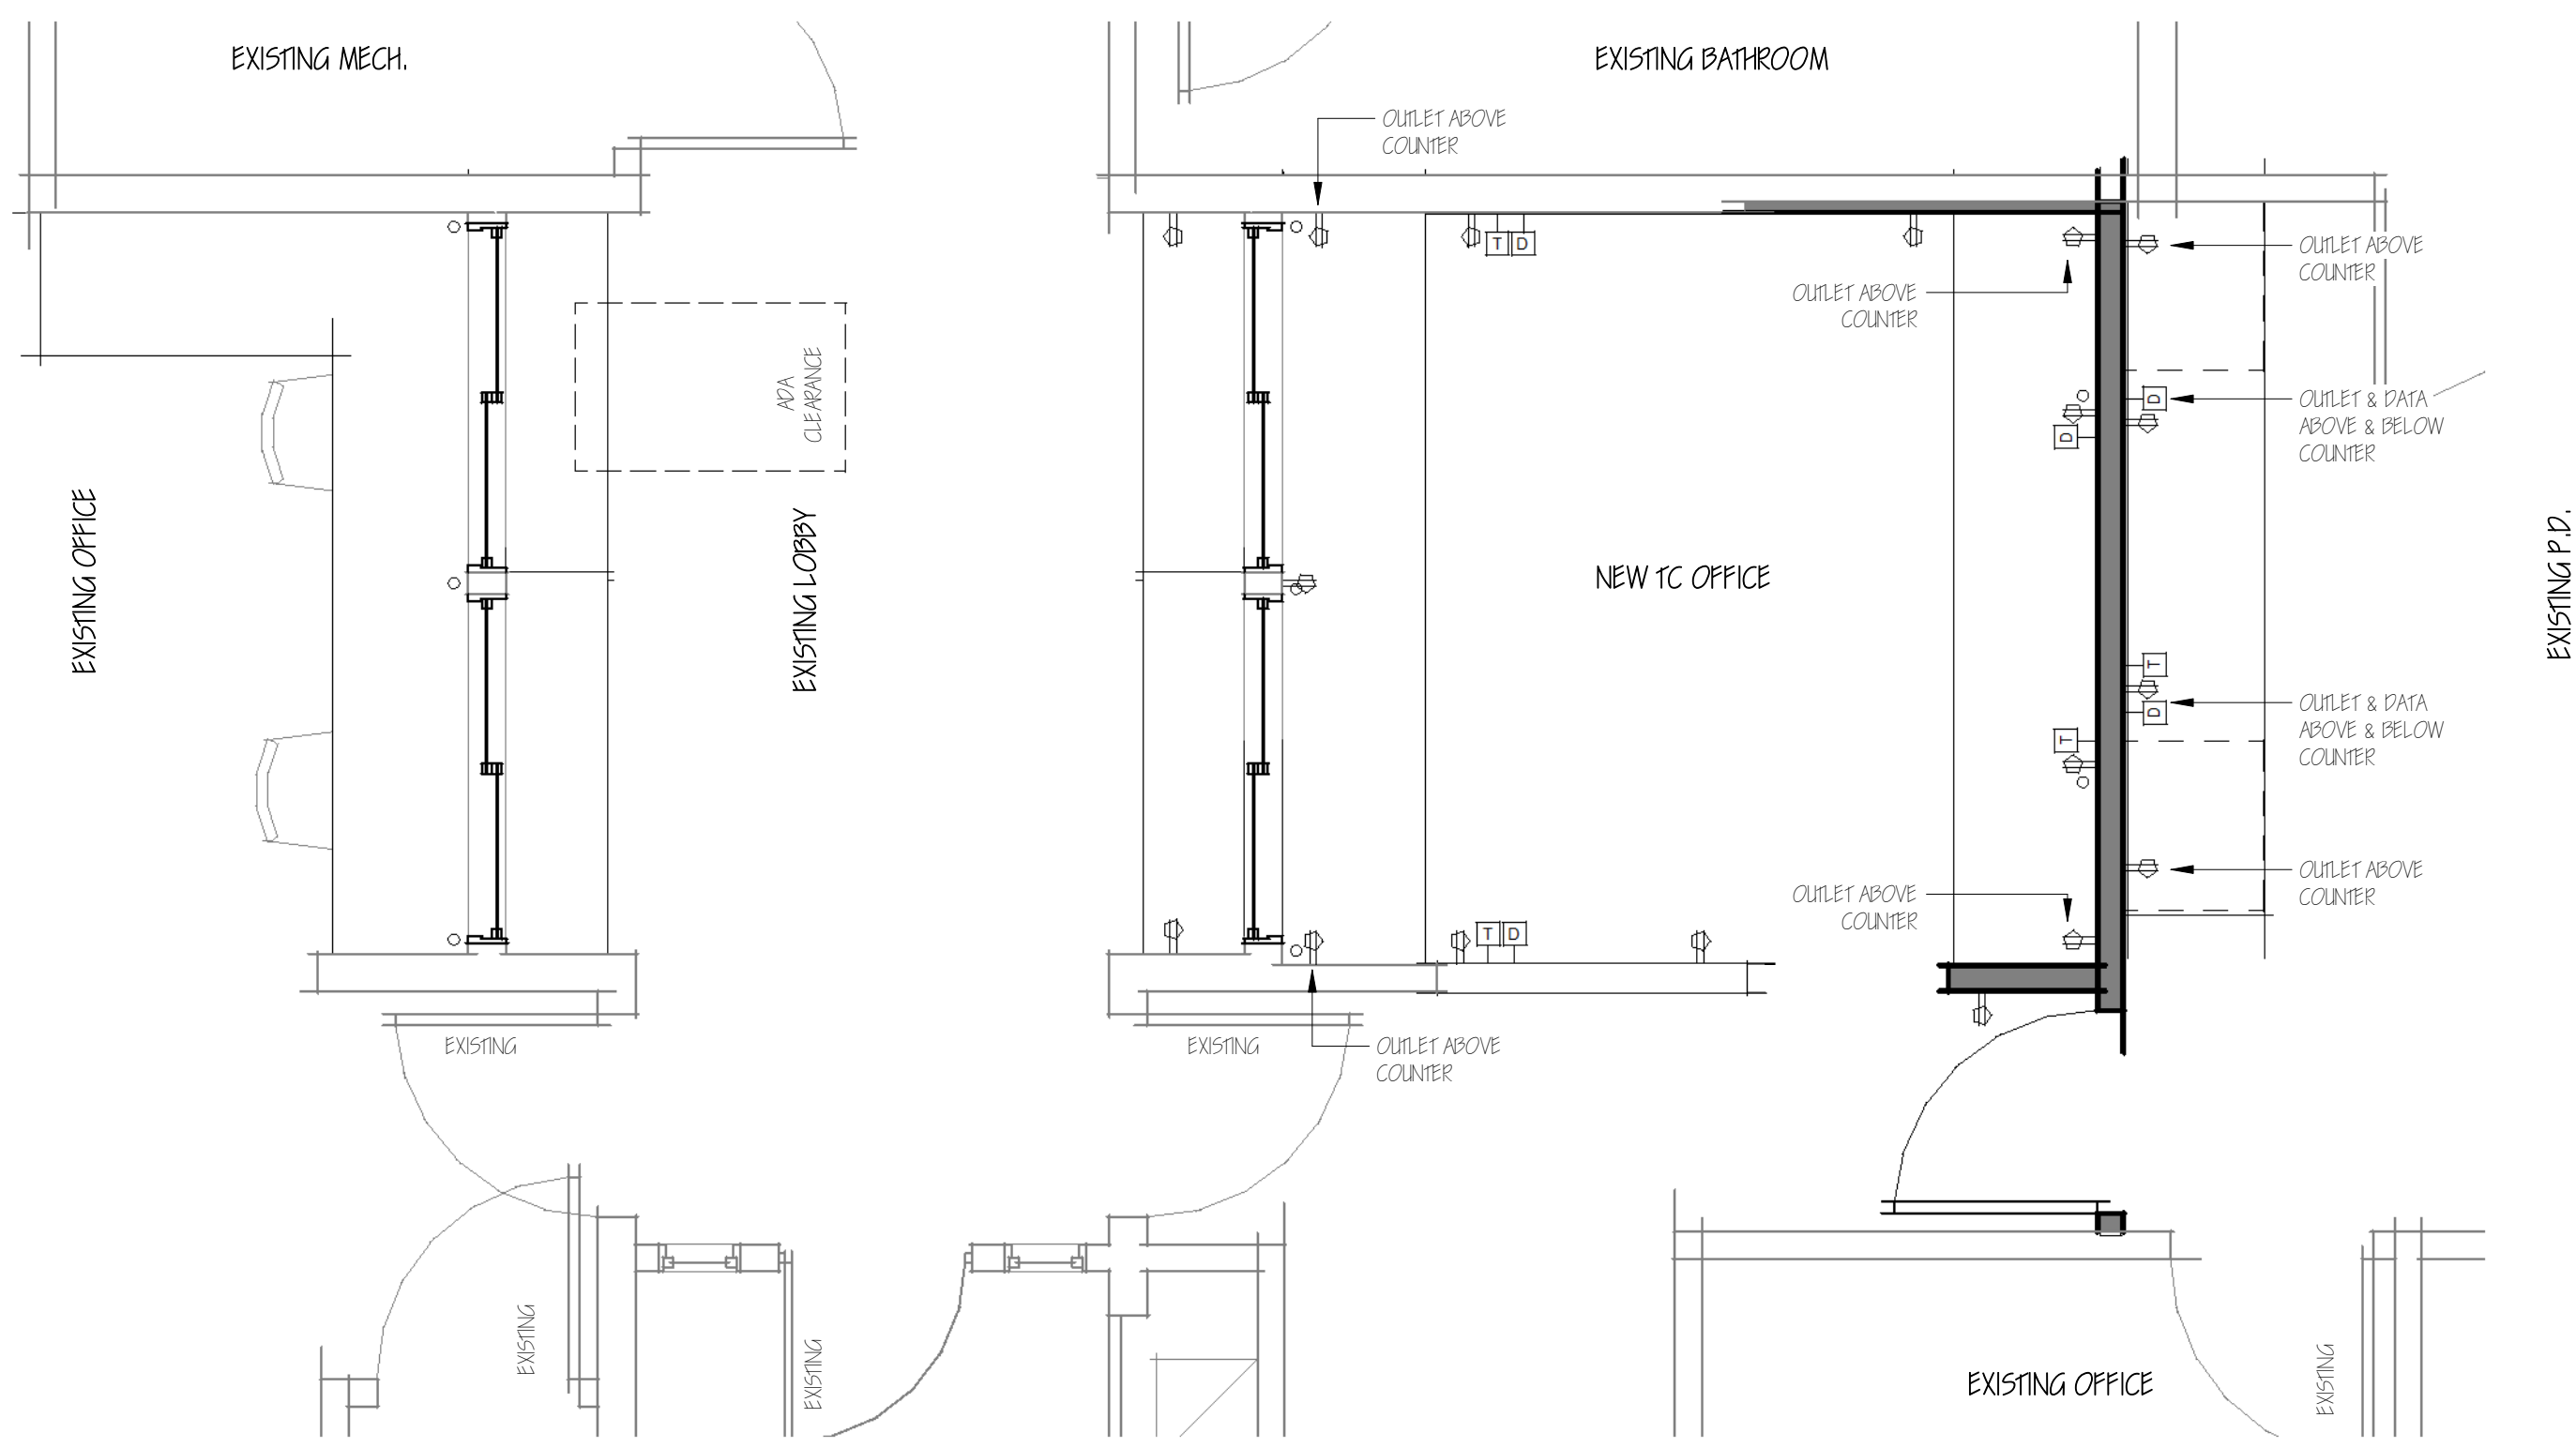 EXISTING MECH.
EXISTING BATHROOM
OUTLET ABOVE
COUNTER
T D
OUTLET ABOVE
COUNTER
OUTLET ABOVE
COUNTER
ADA
CLEARANCE
D
OUTLET & DATA
ABOVE & BELOW
COUNTER
D
EXISTING OFFICE
EXISTING LOBBY
NEW TC OFFICE
EXISTING P.D.
T
D
OUTLET & DATA
ABOVE & BELOW
COUNTER
T
OUTLET ABOVE
COUNTER
OUTLET ABOVE
COUNTER
T D
EXISTING
EXISTING
OUTLET ABOVE
COUNTER
EXISTING
EXISTING
EXISTING OFFICE
EXISTING